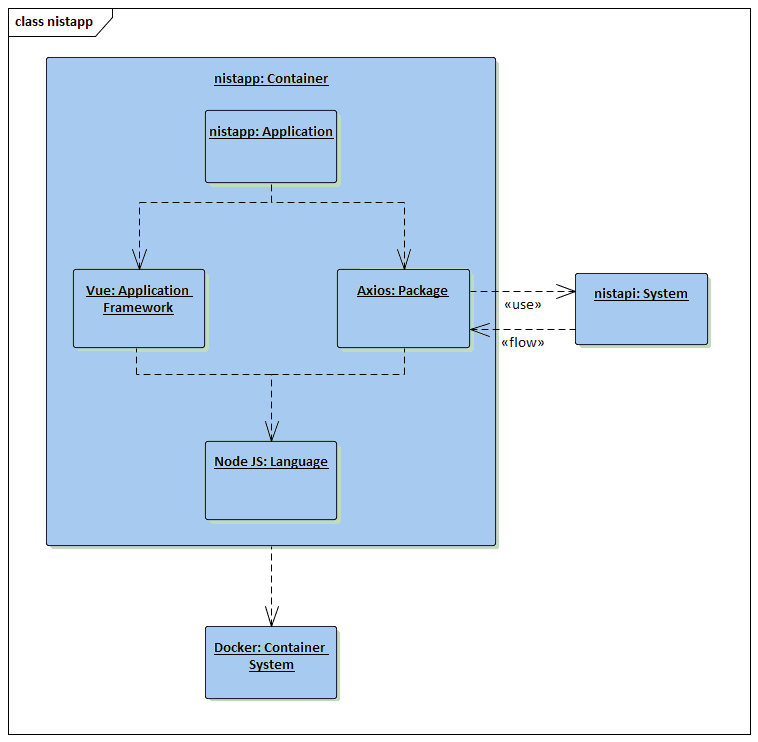 class nistapp
nistapp: Container
nistapp: Application
Vue: Application
Framework
Axios: Package
«use»
nistapi: System
«flow»
Node JS: Language
Docker: Container
System